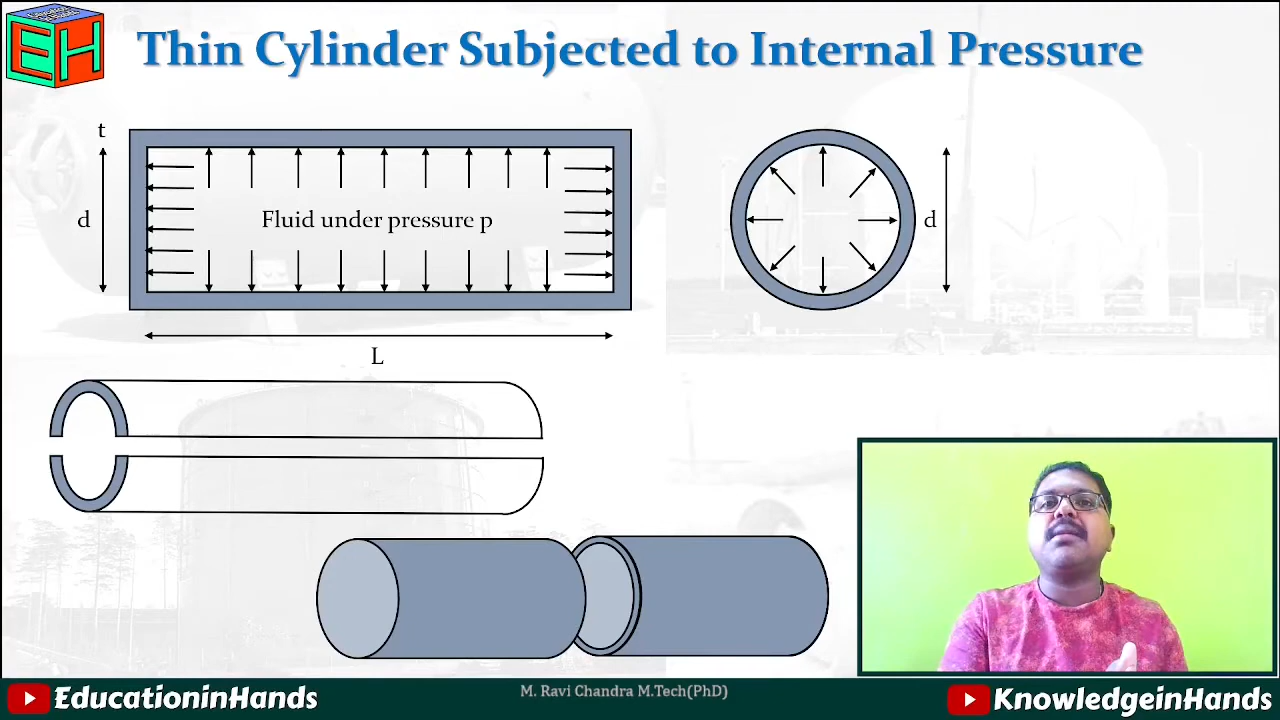 EH
Thin Cylinder Subjected to Internal Pressure
t
d
Fluid under pressure p
d
L
EducationinHands
M. Ravi Chandra M.Tech(PhD)
KnowledgeinHands